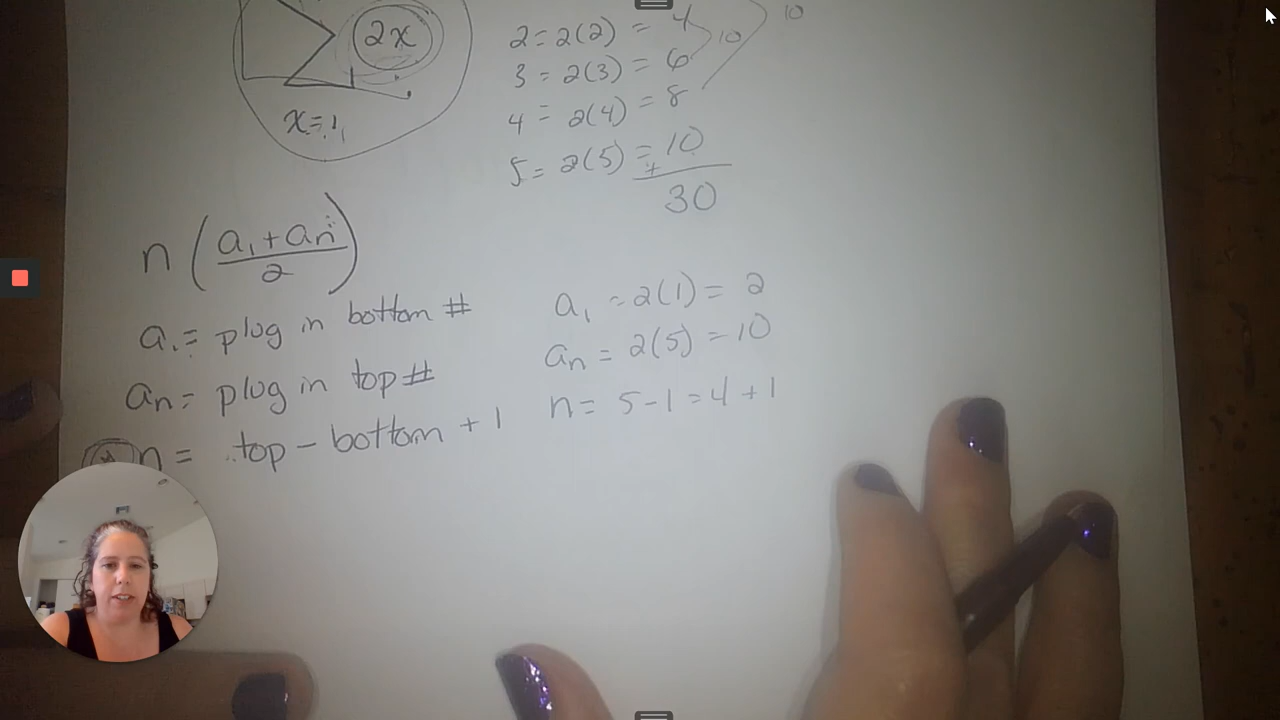 2x
x=1
10
2=2(2) = 4
10
3 = 2(3) = 6
4 = 2(4) = 8
5 = 2(5) = 10
+
30
n(a₁+aₙ/2)
a₁= plug in bottom #
aₙ= plug in top#
n= top - bottom + 1
a₁ = 2(1) = 2
aₙ = 2(5) = 10
n= 5-1=4+1